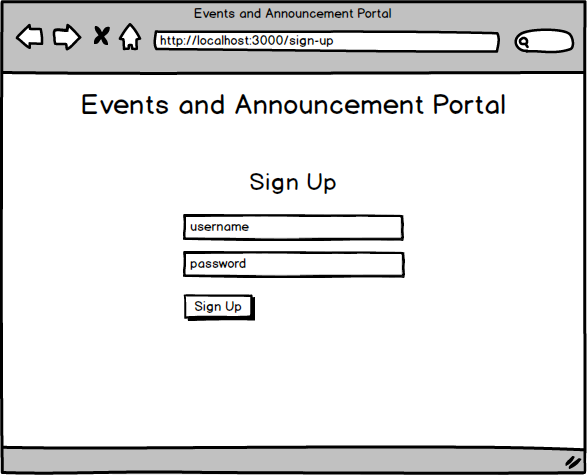 Events and Announcement Portal
http://localhost:3000/sign-up
Events and Announcement Portal
Sign Up
username
password
Sign Up